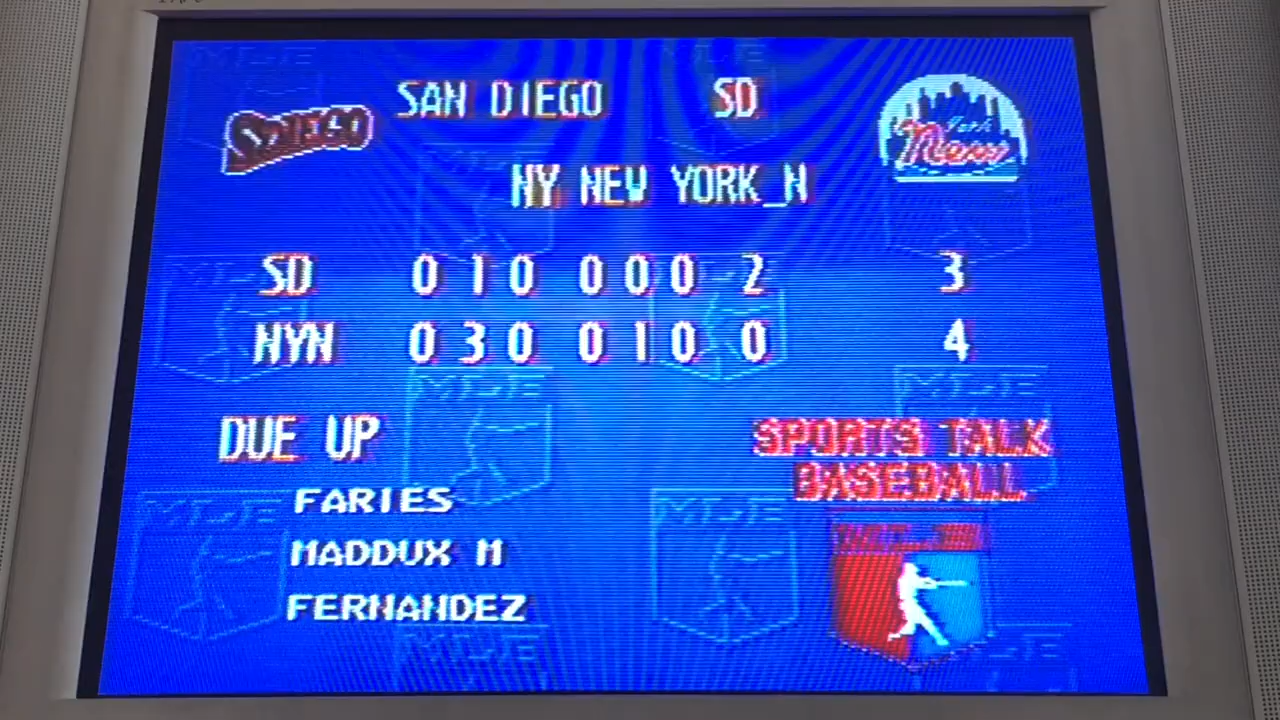 SAN DIEGO SD
NY NEW YORK_N
SD 0 1 0 0 0 0 2 3
NYN 0 3 0 0 1 0 0 4
DUE UP
SPORTS TALK
BASEBALL
FARIES
MADDUX M
FERNANDEZ